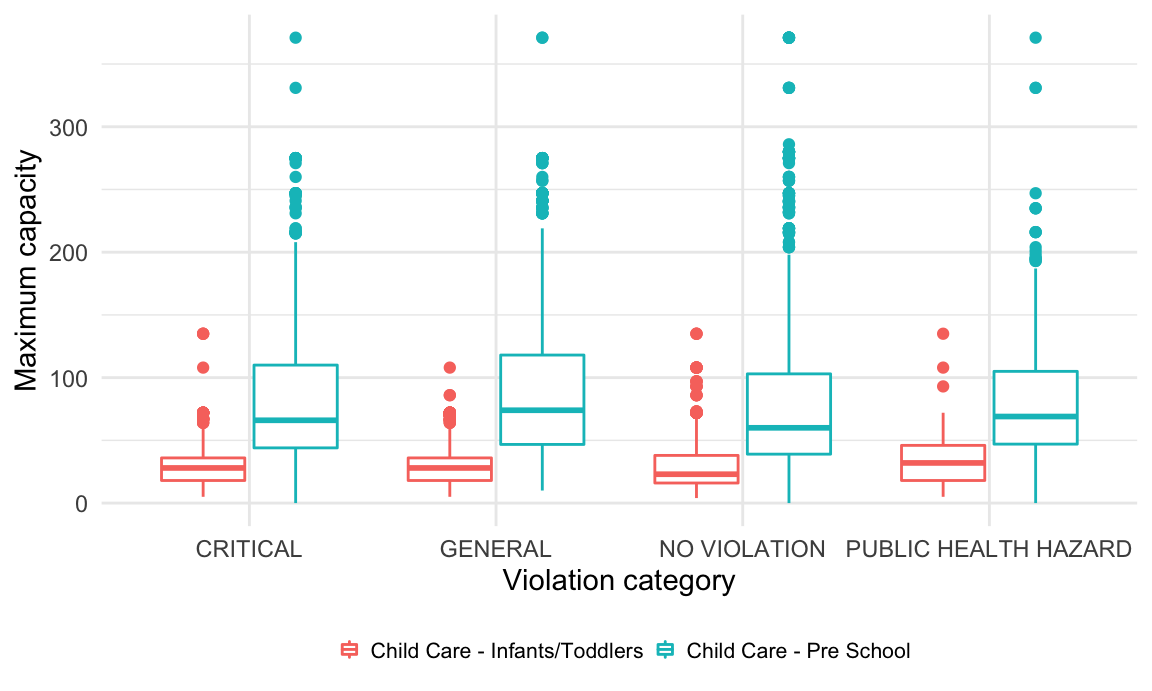 Maximum capacity
300
200
100
0
CRITICAL GENERAL NO VIOLATION PUBLIC HEALTH HAZARD
Violation category
Child Care - Infants/Toddlers Child Care - Pre School